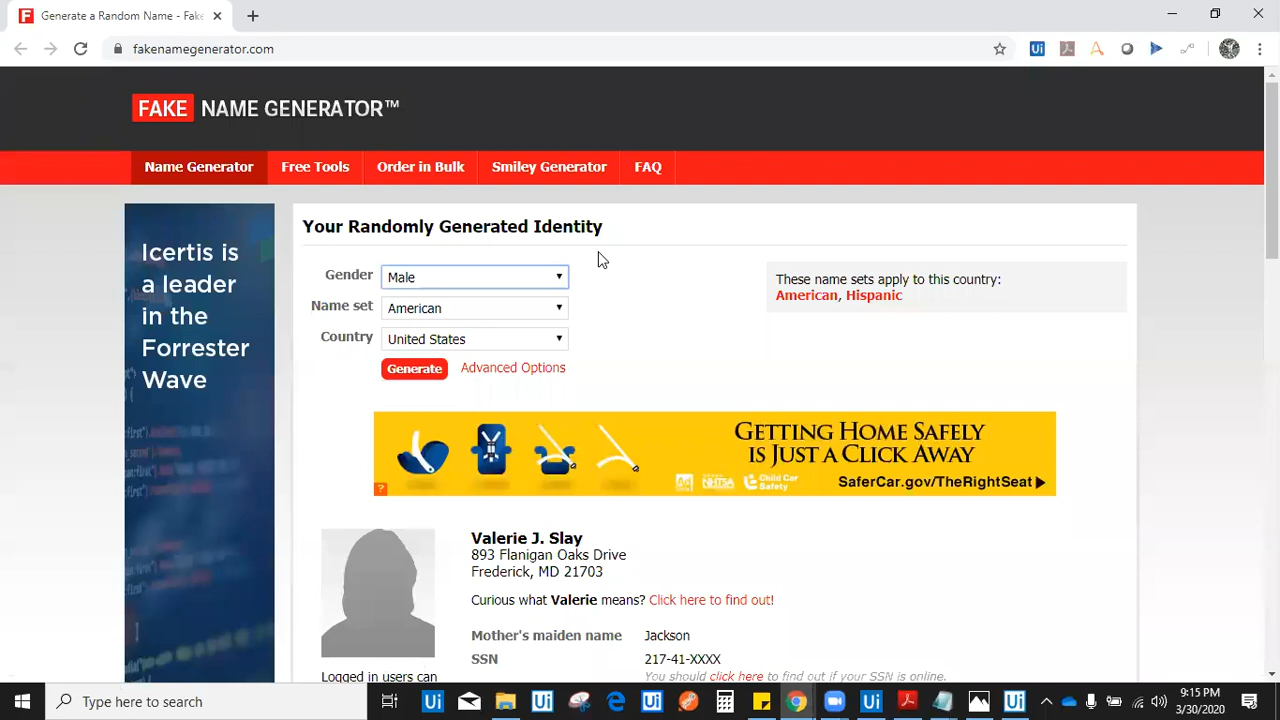 Generate a Random Name - Fake
fakenamegenerator.com
FAKE NAME GENERATOR™
Name Generator Free Tools Order in Bulk Smiley Generator FAQ
Icertis is
a leader
in the
Forrester
Wave
Your Randomly Generated Identity
Gender Male
Name set American
Country United States
Generate Advanced Options
These name sets apply to this country:
American, Hispanic
GETTING HOME SAFELY
IS JUST A CLICK AWAY
NHTSA Child Car Safety
SaferCar.gov/TheRightSeat
Valerie J. Slay
893 Flanigan Oaks Drive
Frederick, MD 21703
Curious what Valerie means? Click here to find out!
Mother's maiden name Jackson
SSN 217-41-XXXX
You should click here to find out if your SSN is online.
Logged in users can
Type here to search
9:15 PM
3/30/2020